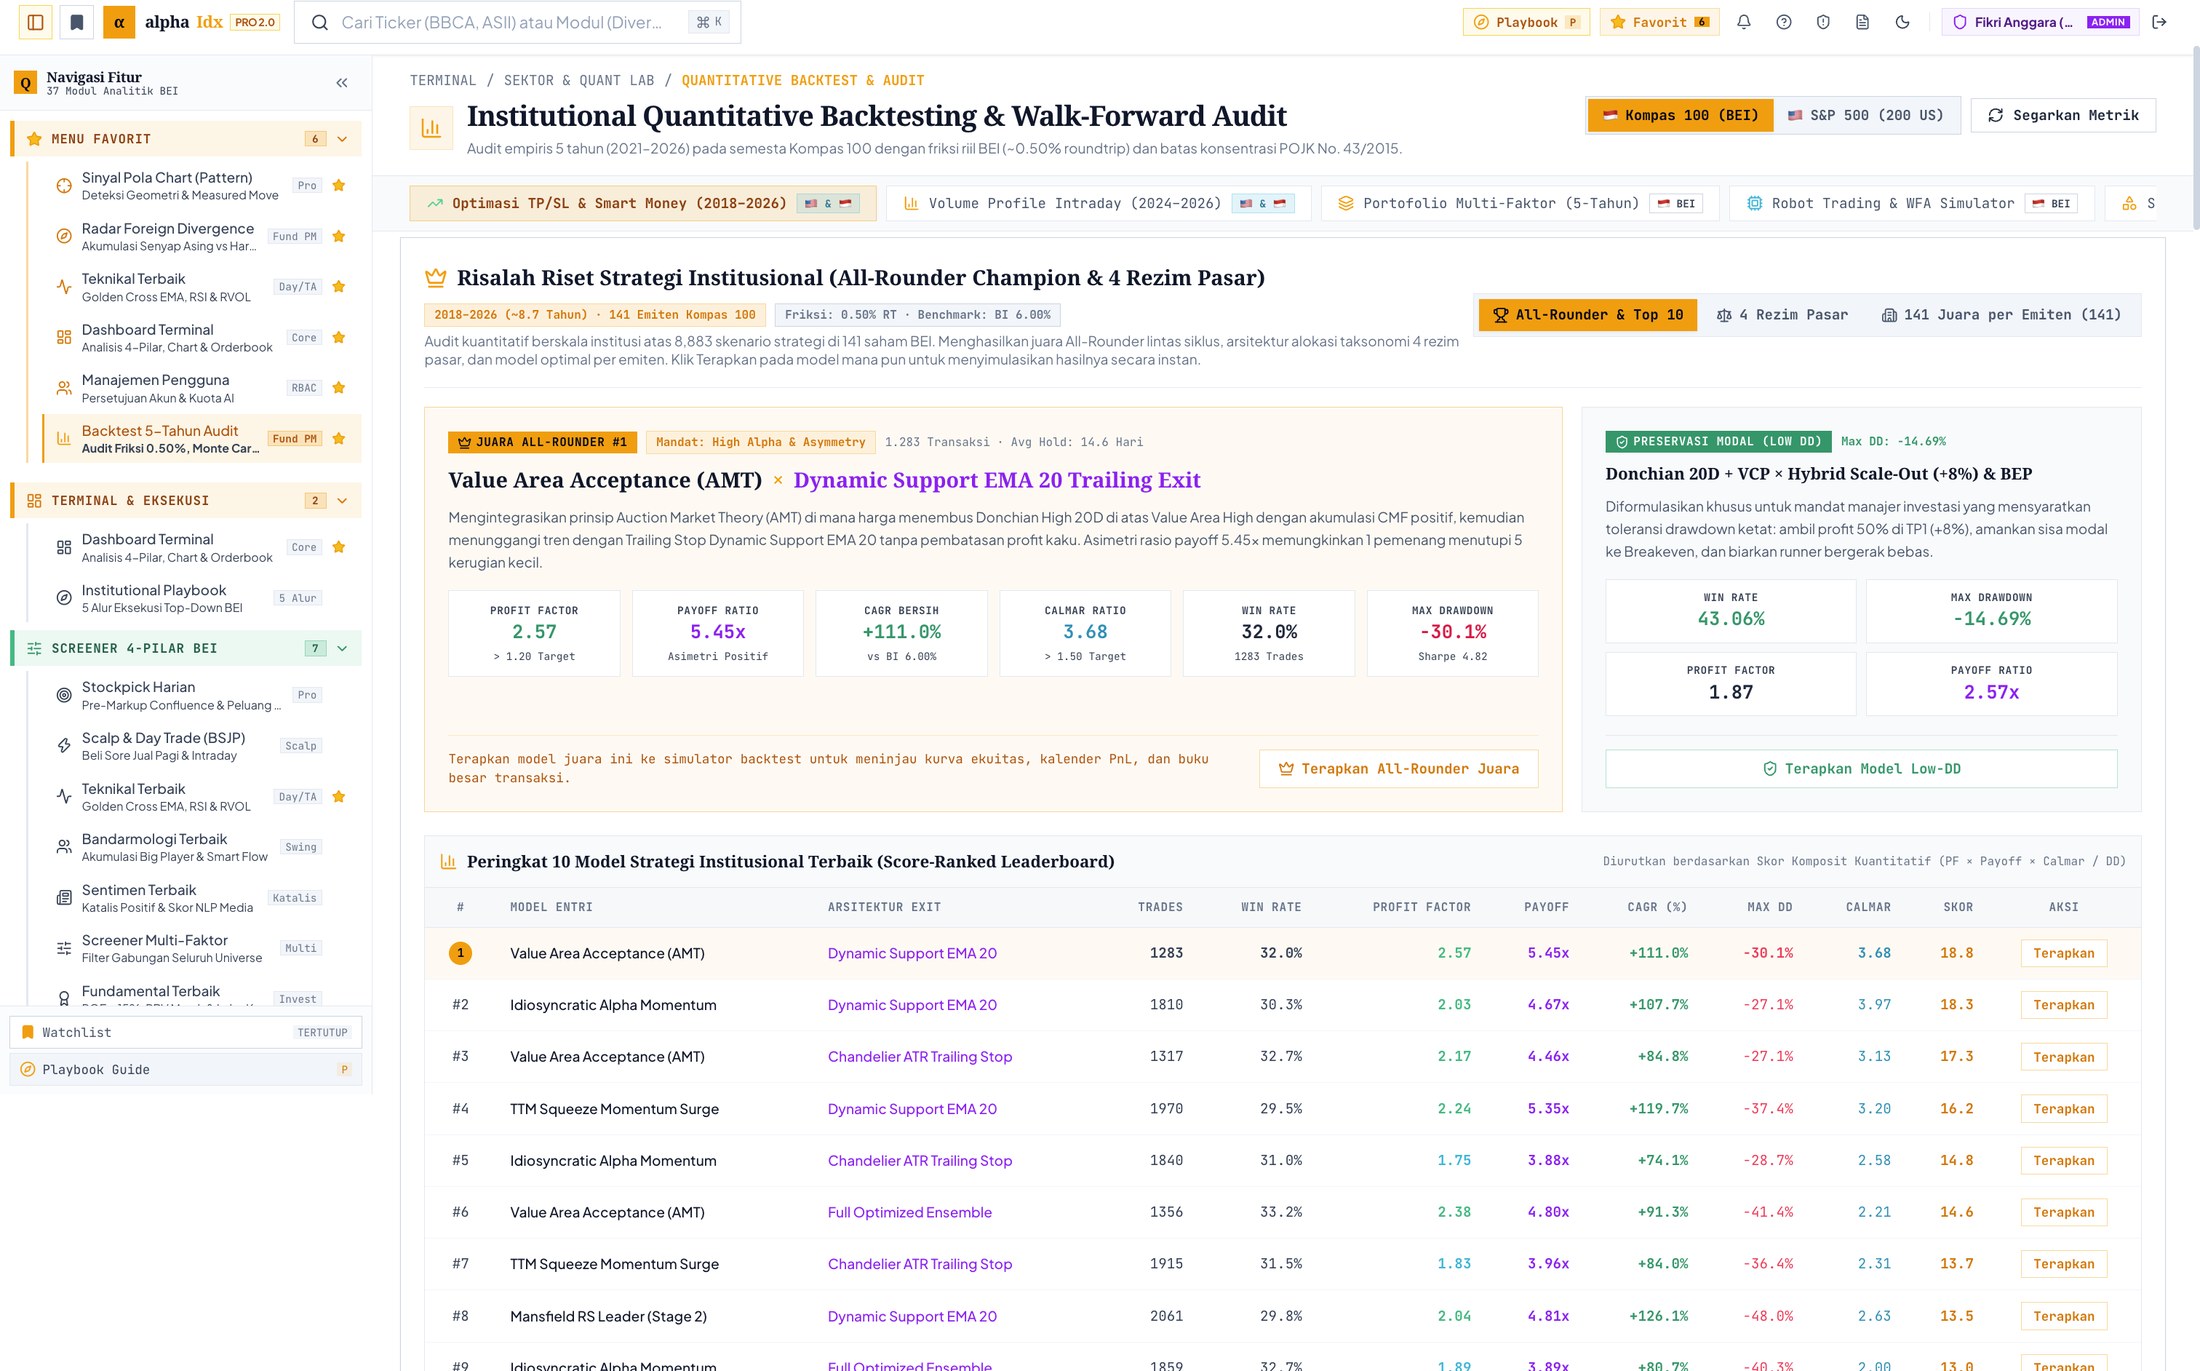 α alpha Idx PRO 2.0
Cari Ticker (BBCA, ASII) atau Modul (Diver... ⌘ K
Playbook P
Favorit 6
Fikri Anggara (... ADMIN
Q Navigasi Fitur
37 Modul Analitik BEI
MENU FAVORIT 6
Sinyal Pola Chart (Pattern) Pro
Deteksi Geometri & Measured Move
Radar Foreign Divergence Fund PM
Akumulasi Senyap Asing vs Har...
Teknikal Terbaik Day/TA
Golden Cross EMA, RSI & RVOL
Dashboard Terminal Core
Analisis 4-Pilar, Chart & Orderbook
Manajemen Pengguna RBAC
Persetujuan Akun & Kuota AI
Backtest 5-Tahun Audit Fund PM
Audit Friksi 0.50%, Monte Car...
TERMINAL & EKSEKUSI 2
Dashboard Terminal Core
Analisis 4-Pilar, Chart & Orderbook
Institutional Playbook 5 Alur
5 Alur Eksekusi Top-Down BEI
SCREENER 4-PILAR BEI 7
Stockpick Harian Pro
Pre-Markup Confluence & Peluang ...
Scalp & Day Trade (BSJP) Scalp
Beli Sore Jual Pagi & Intraday
Teknikal Terbaik Day/TA
Golden Cross EMA, RSI & RVOL
Bandarmologi Terbaik Swing
Akumulasi Big Player & Smart Flow
Sentimen Terbaik Katalis
Katalis Positif & Skor NLP Media
Screener Multi-Faktor Multi
Filter Gabungan Seluruh Universe
Fundamental Terbaik Invest
Watchlist TERTUTUP
Playbook Guide P
TERMINAL / SEKTOR & QUANT LAB / QUANTITATIVE BACKTEST & AUDIT
Institutional Quantitative Backtesting & Walk-Forward Audit
Audit empiris 5 tahun (2021-2026) pada semesta Kompas 100 dengan friksi riil BEI (~0.50% roundtrip) dan batas konsentrasi POJK No. 43/2015.
🇮🇩 Kompas 100 (BEI) 🇺🇸 S&P 500 (200 US) Segarkan Metrik
Optimasi TP/SL & Smart Money (2018-2026) 🇺🇸 & 🇮🇩
Volume Profile Intraday (2024-2026) 🇺🇸 & 🇮🇩
Portofolio Multi-Faktor (5-Tahun) 🇮🇩 BEI
Robot Trading & WFA Simulator 🇮🇩 BEI
S
Risalah Riset Strategi Institusional (All-Rounder Champion & 4 Rezim Pasar)
2018-2026 (~8.7 Tahun) · 141 Emiten Kompas 100 Friksi: 0.50% RT · Benchmark: BI 6.00%
Audit kuantitatif berskala institusi atas 8,883 skenario strategi di 141 saham BEI. Menghasilkan juara All-Rounder lintas siklus, arsitektur alokasi taksonomi 4 rezim
pasar, dan model optimal per emiten. Klik Terapkan pada model mana pun untuk menyimulasikan hasilnya secara instan.
All-Rounder & Top 10 4 Rezim Pasar 141 Juara per Emiten (141)
JUARA ALL-ROUNDER #1 Mandat: High Alpha & Asymmetry 1.283 Transaksi · Avg Hold: 14.6 Hari
Value Area Acceptance (AMT) × Dynamic Support EMA 20 Trailing Exit
Mengintegrasikan prinsip Auction Market Theory (AMT) di mana harga menembus Donchian High 20D di atas Value Area High dengan akumulasi CMF positif, kemudian
menunggangi tren dengan Trailing Stop Dynamic Support EMA 20 tanpa pembatasan profit kaku. Asimetri rasio payoff 5.45× memungkinkan 1 pemenang menutupi 5
kerugian kecil.
PROFIT FACTOR PAYOFF RATIO CAGR BERSIH CALMAR RATIO WIN RATE MAX DRAWDOWN
2.57 5.45x +111.0% 3.68 32.0% -30.1%
> 1.20 Target Asimetri Positif vs BI 6.00% > 1.50 Target 1283 Trades Sharpe 4.82
Terapkan model juara ini ke simulator backtest untuk meninjau kurva ekuitas, kalender PnL, dan buku
besar transaksi.
Terapkan All-Rounder Juara
PRESERVASI MODAL (LOW DD) Max DD: -14.69%
Donchian 20D + VCP × Hybrid Scale-Out (+8%) & BEP
Diformulasikan khusus untuk mandat manajer investasi yang mensyaratkan
toleransi drawdown ketat: ambil profit 50% di TP1 (+8%), amankan sisa modal
ke Breakeven, dan biarkan runner bergerak bebas.
WIN RATE MAX DRAWDOWN
43.06% -14.69%
PROFIT FACTOR PAYOFF RATIO
1.87 2.57x
Terapkan Model Low-DD
Peringkat 10 Model Strategi Institusional Terbaik (Score-Ranked Leaderboard)
Diurutkan berdasarkan Skor Komposit Kuantitatif (PF × Payoff × Calmar / DD)
# MODEL ENTRI ARSITEKTUR EXIT TRADES WIN RATE PROFIT FACTOR PAYOFF CAGR (%) MAX DD CALMAR SKOR AKSI
1 Value Area Acceptance (AMT) Dynamic Support EMA 20 1283 32.0% 2.57 5.45x +111.0% -30.1% 3.68 18.8 Terapkan
#2 Idiosyncratic Alpha Momentum Dynamic Support EMA 20 1810 30.3% 2.03 4.67x +107.7% -27.1% 3.97 18.3 Terapkan
#3 Value Area Acceptance (AMT) Chandelier ATR Trailing Stop 1317 32.7% 2.17 4.46x +84.8% -27.1% 3.13 17.3 Terapkan
#4 TTM Squeeze Momentum Surge Dynamic Support EMA 20 1970 29.5% 2.24 5.35x +119.7% -37.4% 3.20 16.2 Terapkan
#5 Idiosyncratic Alpha Momentum Chandelier ATR Trailing Stop 1840 31.0% 1.75 3.88x +74.1% -28.7% 2.58 14.8 Terapkan
#6 Value Area Acceptance (AMT) Full Optimized Ensemble 1356 33.2% 2.38 4.80x +91.3% -41.4% 2.21 14.6 Terapkan
#7 TTM Squeeze Momentum Surge Chandelier ATR Trailing Stop 1915 31.5% 1.83 3.96x +84.0% -36.4% 2.31 13.7 Terapkan
#8 Mansfield RS Leader (Stage 2) Dynamic Support EMA 20 2061 29.8% 2.04 4.81x +126.1% -48.0% 2.63 13.5 Terapkan
#9 Idiosyncratic Alpha Momentum Full Optimized Ensemble 1859 32.7% 1.89 3.89x +80.7% -40.3% 2.00 13.0 Terapkan